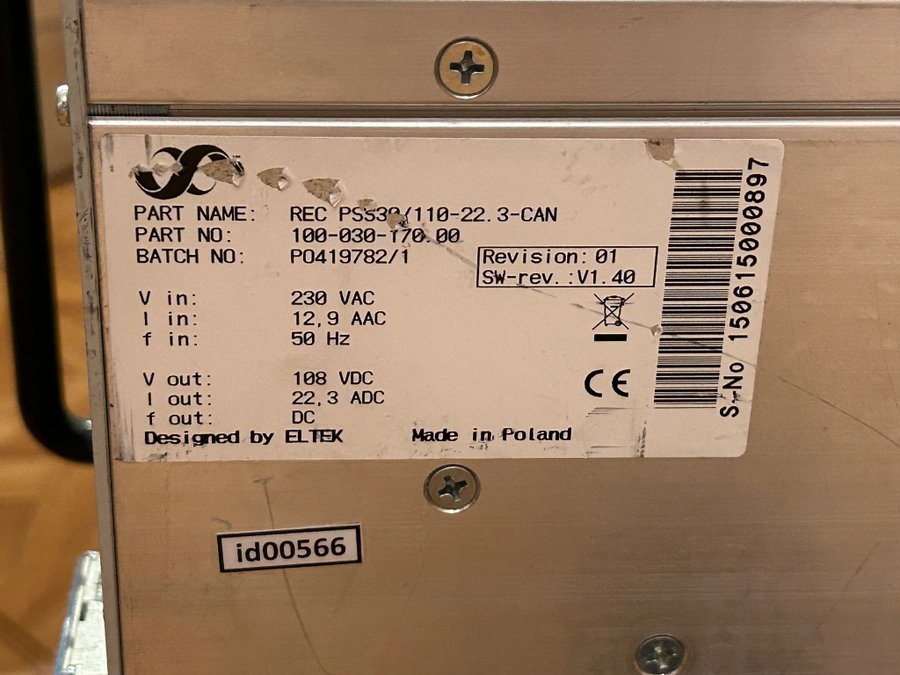 PART NAME: REC PSS30/110-22.3-CAN
PART NO: 100-030-170.00
BATCH NO: PO419782/1
Revision: 01
SW-rev.:V1.40
V in: 230 VAC
I in: 12,9 AAC
f in: 50 Hz
V out: 108 VDC
I out: 22,3 ADC
f out: DC
Designed by ELTEK Made in Poland
CE
S.-No 150615000897
id00566